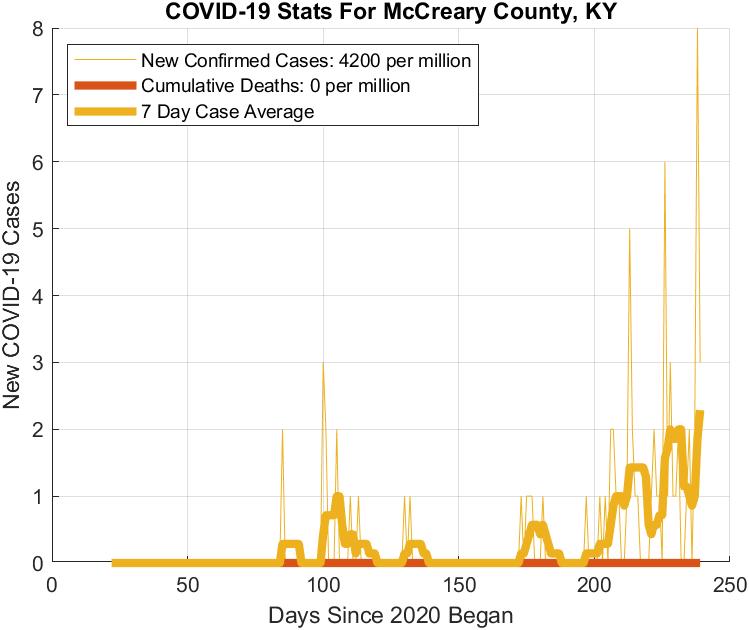 COVID-19 Stats For McCreary County, KY
New Confirmed Cases: 4200 per million
Cumulative Deaths: 0 per million
7 Day Case Average
New COVID-19 Cases
8
7
6
5
4
3
2
1
0
0 50 100 150 200 250
Days Since 2020 Began